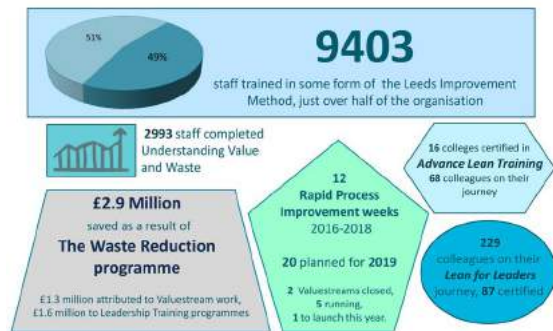 51%
49%
9403
staff trained in some form of the Leeds Improvement
Method, just over half of the organisation
2993 staff completed
Understanding Value
and Waste
16 colleges certified in
Advance Lean Training
68 colleagues on their
journey
£2.9 Million
saved as a result of
The Waste Reduction
programme
£1.3 million attributed to Valuestream work,
£1.6 million to Leadership Training programmes
12
Rapid Process
Improvement weeks
2016-2018
20 planned for 2019
2 Valuestreams closed,
5 running,
1 to launch this year.
229
colleagues on their
Lean for Leaders
journey, 87 certified